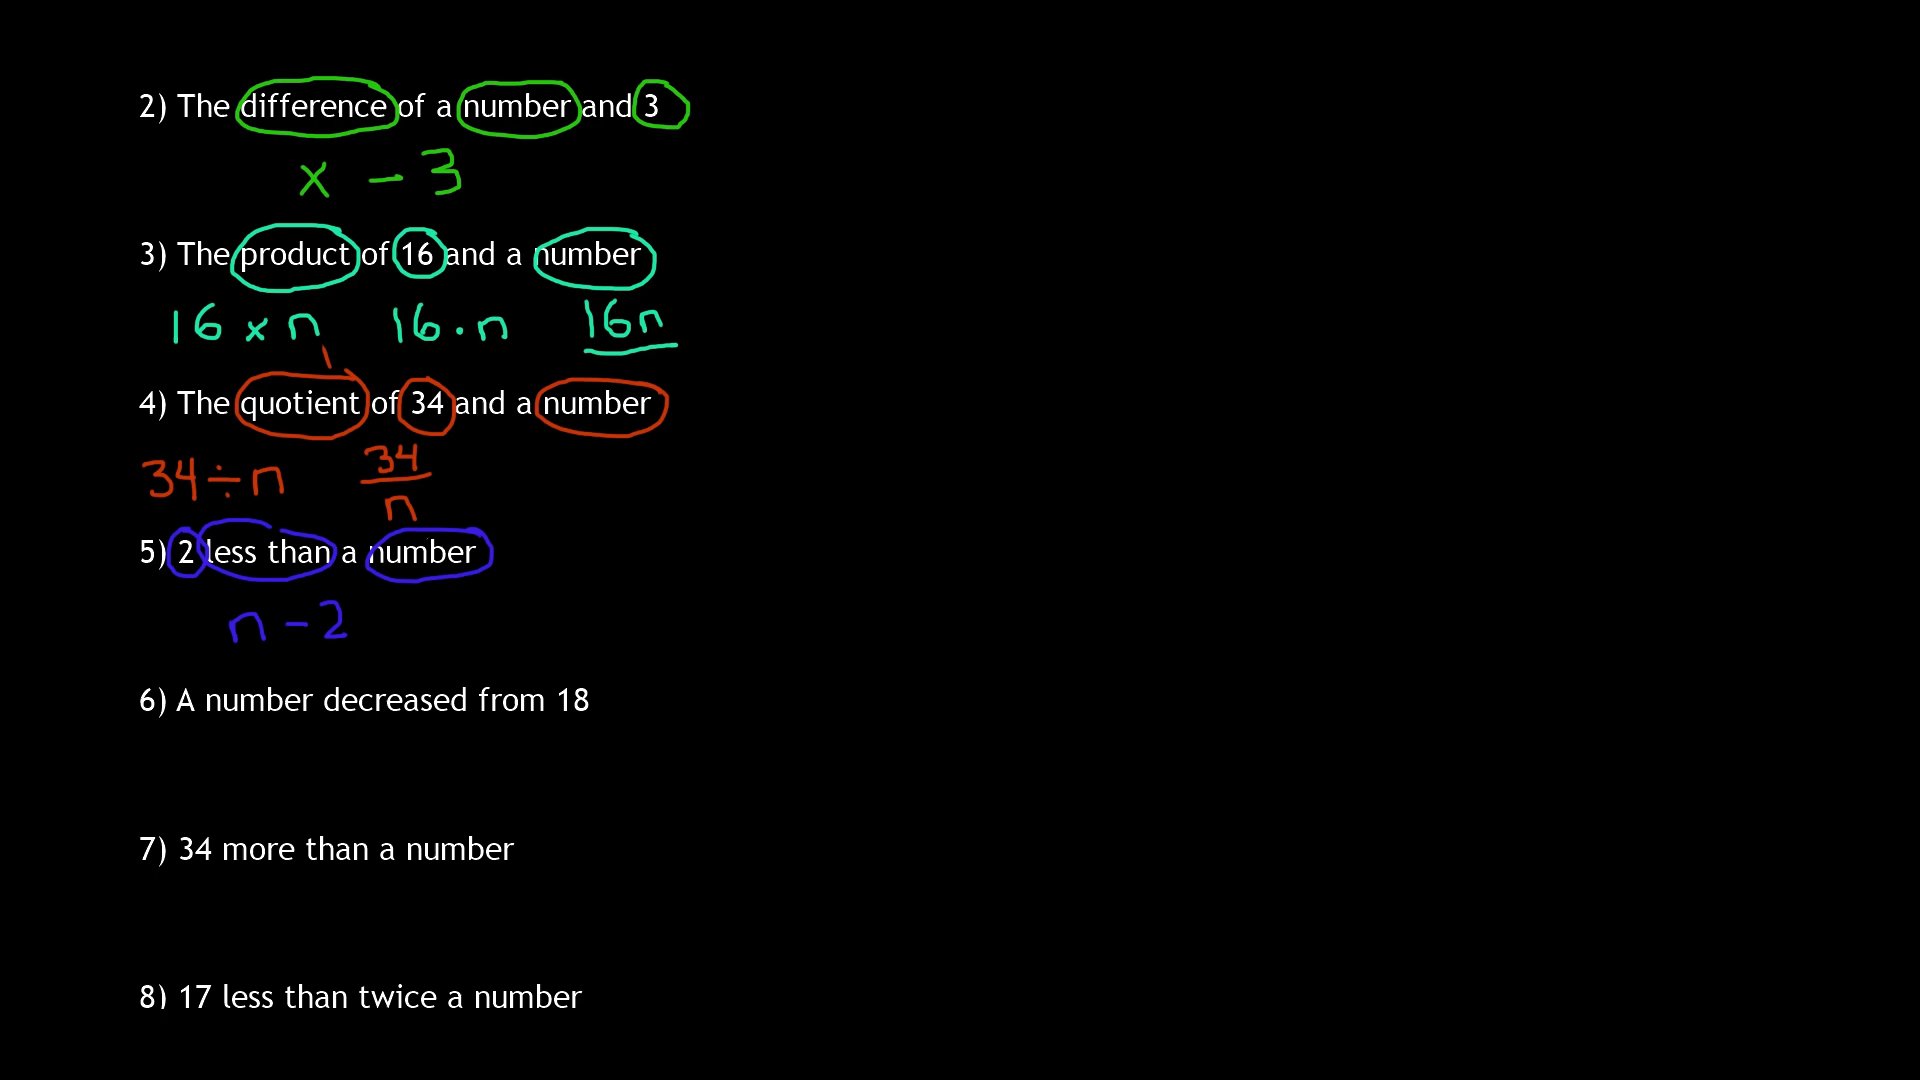 2) The difference of a number and 3
x - 3
3) The product of 16 and a number
16 x n 16 · n 16n
4) The quotient of 34 and a number
34 ÷ n 34/n
5) 2 less than a number
n - 2
6) A number decreased from 18
7) 34 more than a number
8) 17 less than twice a number